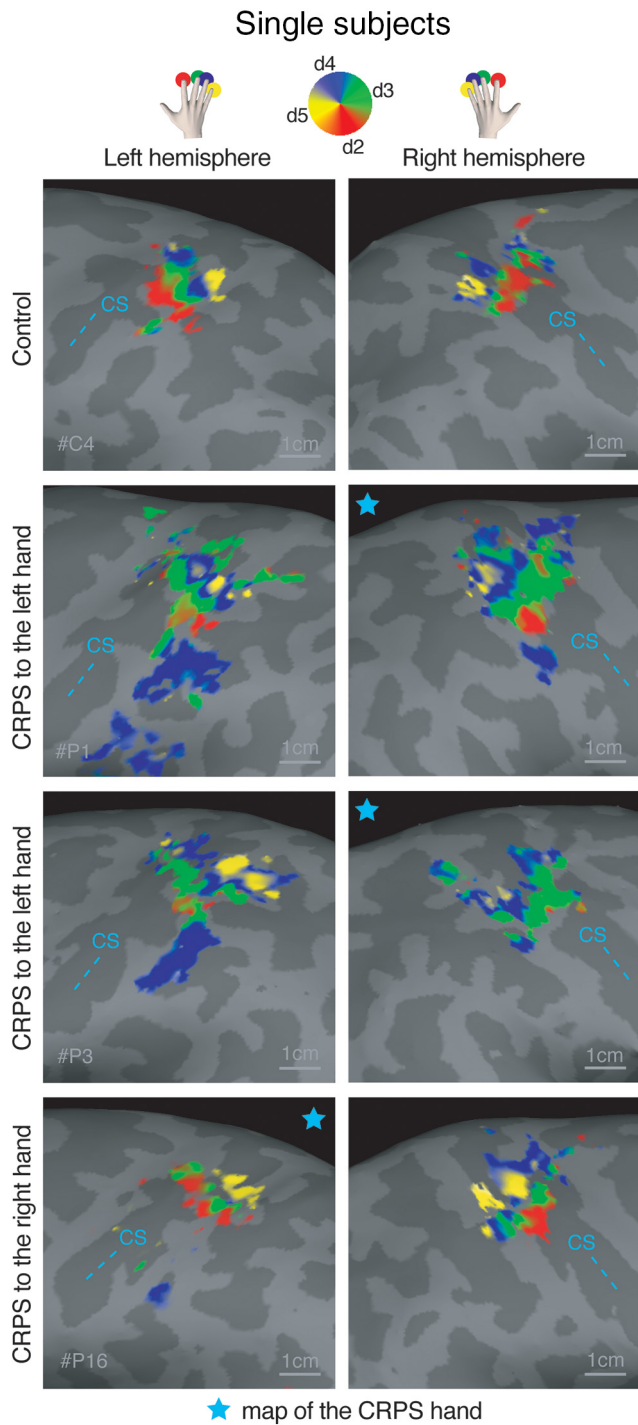 Single subjects
d4
d3
d5
d2
Left hemisphere
Right hemisphere
Control
CS
#C4
1cm
CS
1cm
CRPS to the left hand
CS
#P1
1cm
CS
1cm
CRPS to the left hand
CS
#P3
1cm
CS
1cm
CRPS to the right hand
CS
#P16
1cm
CS
1cm
map of the CRPS hand